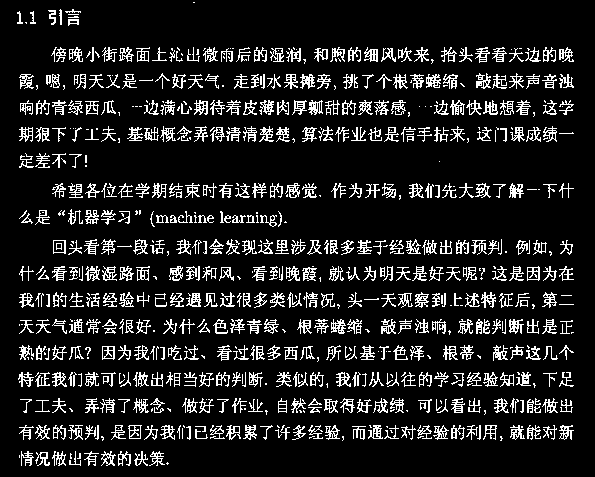 1.1 引言
傍晚小街路面上沁出微雨后的湿润, 和煦的细风吹来, 抬头看看天边的晚
霞, 嗯, 明天又是一个好天气. 走到水果摊旁, 挑了个根蒂蜷缩、敲起来声音浊
响的青绿西瓜, 一边满心期待着皮薄肉厚瓤甜的爽落感, 一边愉快地想着, 这学
期狠下了工夫, 基础概念弄得清清楚楚, 算法作业也是信手拈来, 这门课成绩一
定差不了!
希望各位在学期结束时有这样的感觉. 作为开场, 我们先大致了解一下什
么是“机器学习”(machine learning).
回头看第一段话, 我们会发现这里涉及很多基于经验做出的预判. 例如, 为
什么看到微湿路面、感到和风、看到晚霞, 就认为明天是好天呢? 这是因为在
我们的生活经验中已经遇见过很多类似情况, 头一天观察到上述特征后, 第二
天天气通常会很好. 为什么色泽青绿、根蒂蜷缩、敲声浊响, 就能判断出是正
熟的好瓜? 因为我们吃过、看过很多西瓜, 所以基于色泽、根蒂、敲声这几个
特征我们就可以做出相当好的判断. 类似的, 我们从以往的学习经验知道, 下足
了工夫、弄清了概念、做好了作业, 自然会取得好成绩. 可以看出, 我们能做出
有效的预判, 是因为我们已经积累了许多经验, 而通过对经验的利用, 就能对新
情况做出有效的决策.